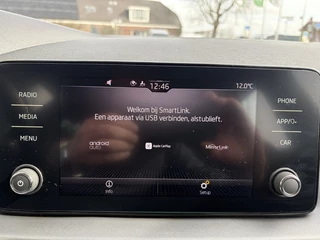 12:46
12.0°C
RADIO
MEDIA
MENU
PHONE
APP/
CAR
Welkom bij SmartLink.
Een apparaat via USB verbinden, alstublieft.
android auto
Apple CarPlay
MirrorLink
Info
Setup